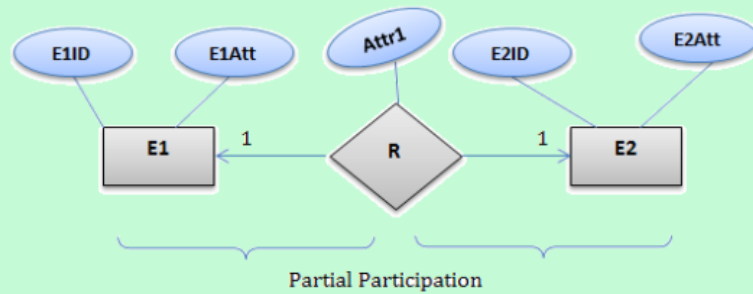 E1ID
E1Att
Attr1
E2ID
E2Att
E1
1
R
1
E2
Partial Participation